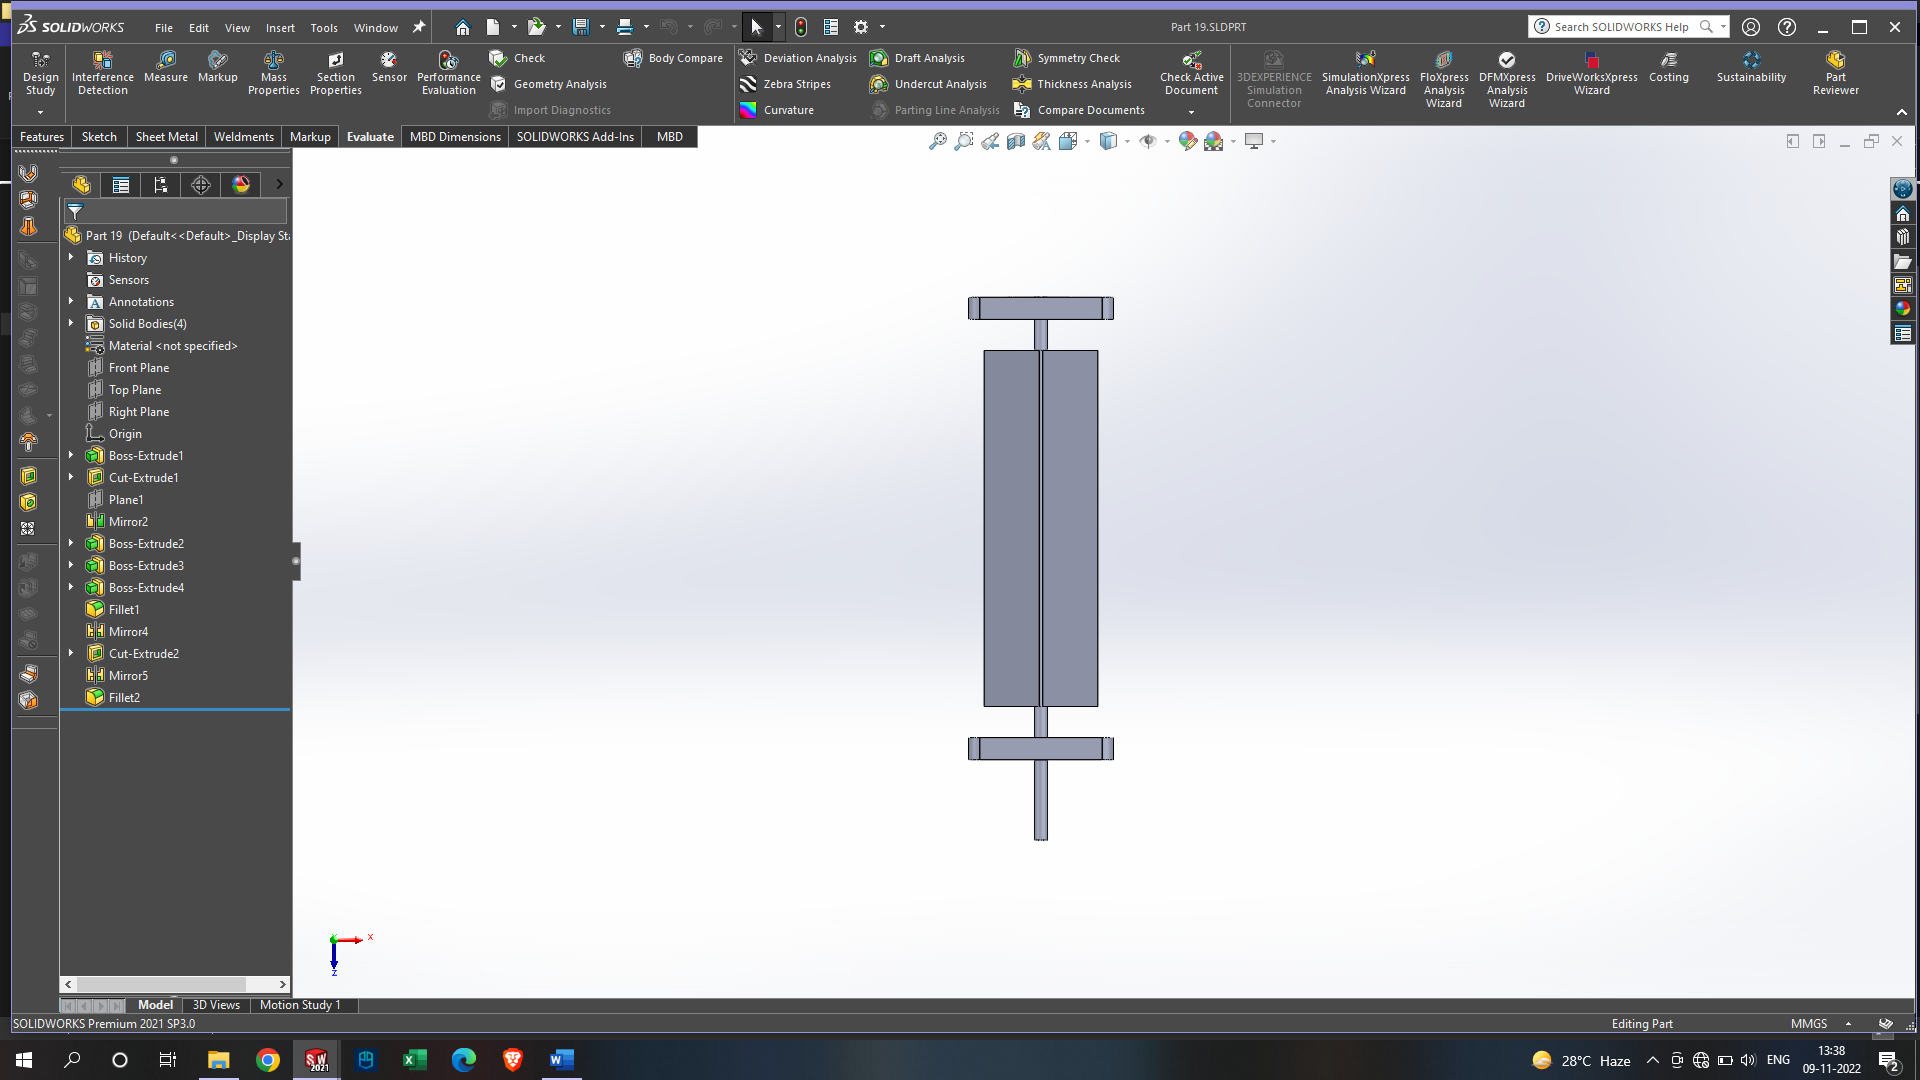 SOLIDWORKS File Edit View Insert Tools Window Part 19.SLDPRT Search SOLIDWORKS Help
Design Study
Interference Detection
Measure
Markup
Mass Properties
Section Properties
Sensor
Performance Evaluation
Check
Geometry Analysis
Import Diagnostics
Body Compare
Deviation Analysis
Zebra Stripes
Curvature
Draft Analysis
Undercut Analysis
Parting Line Analysis
Symmetry Check
Thickness Analysis
Compare Documents
Check Active Document
3DEXPERIENCE Simulation Connector
SimulationXpress Analysis Wizard
FloXpress Analysis Wizard
DFMXpress Analysis Wizard
DriveWorksXpress Wizard
Costing
Sustainability
Part Reviewer
Features Sketch Sheet Metal Weldments Markup Evaluate MBD Dimensions SOLIDWORKS Add-Ins MBD
Part 19 (Default<<Default>_Display Sta
History
Sensors
Annotations
Solid Bodies(4)
Material <not specified>
Front Plane
Top Plane
Right Plane
Origin
Boss-Extrude1
Cut-Extrude1
Plane1
Mirror2
Boss-Extrude2
Boss-Extrude3
Boss-Extrude4
Fillet1
Mirror4
Cut-Extrude2
Mirror5
Fillet2
Y X
Z
Model 3D Views Motion Study 1
SOLIDWORKS Premium 2021 SP3.0 Editing Part MMGS
28°C Haze ENG 13:38
09-11-2022 2